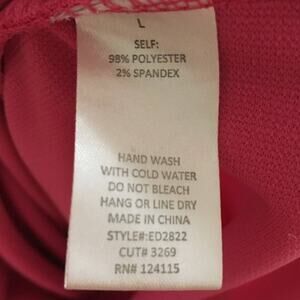 L
SELF:
98% POLYESTER
2% SPANDEX
HAND WASH
WITH COLD WATER
DO NOT BLEACH
HANG OR LINE DRY
MADE IN CHINA
STYLE#:ED2822
CUT# 3269
RN# 124115